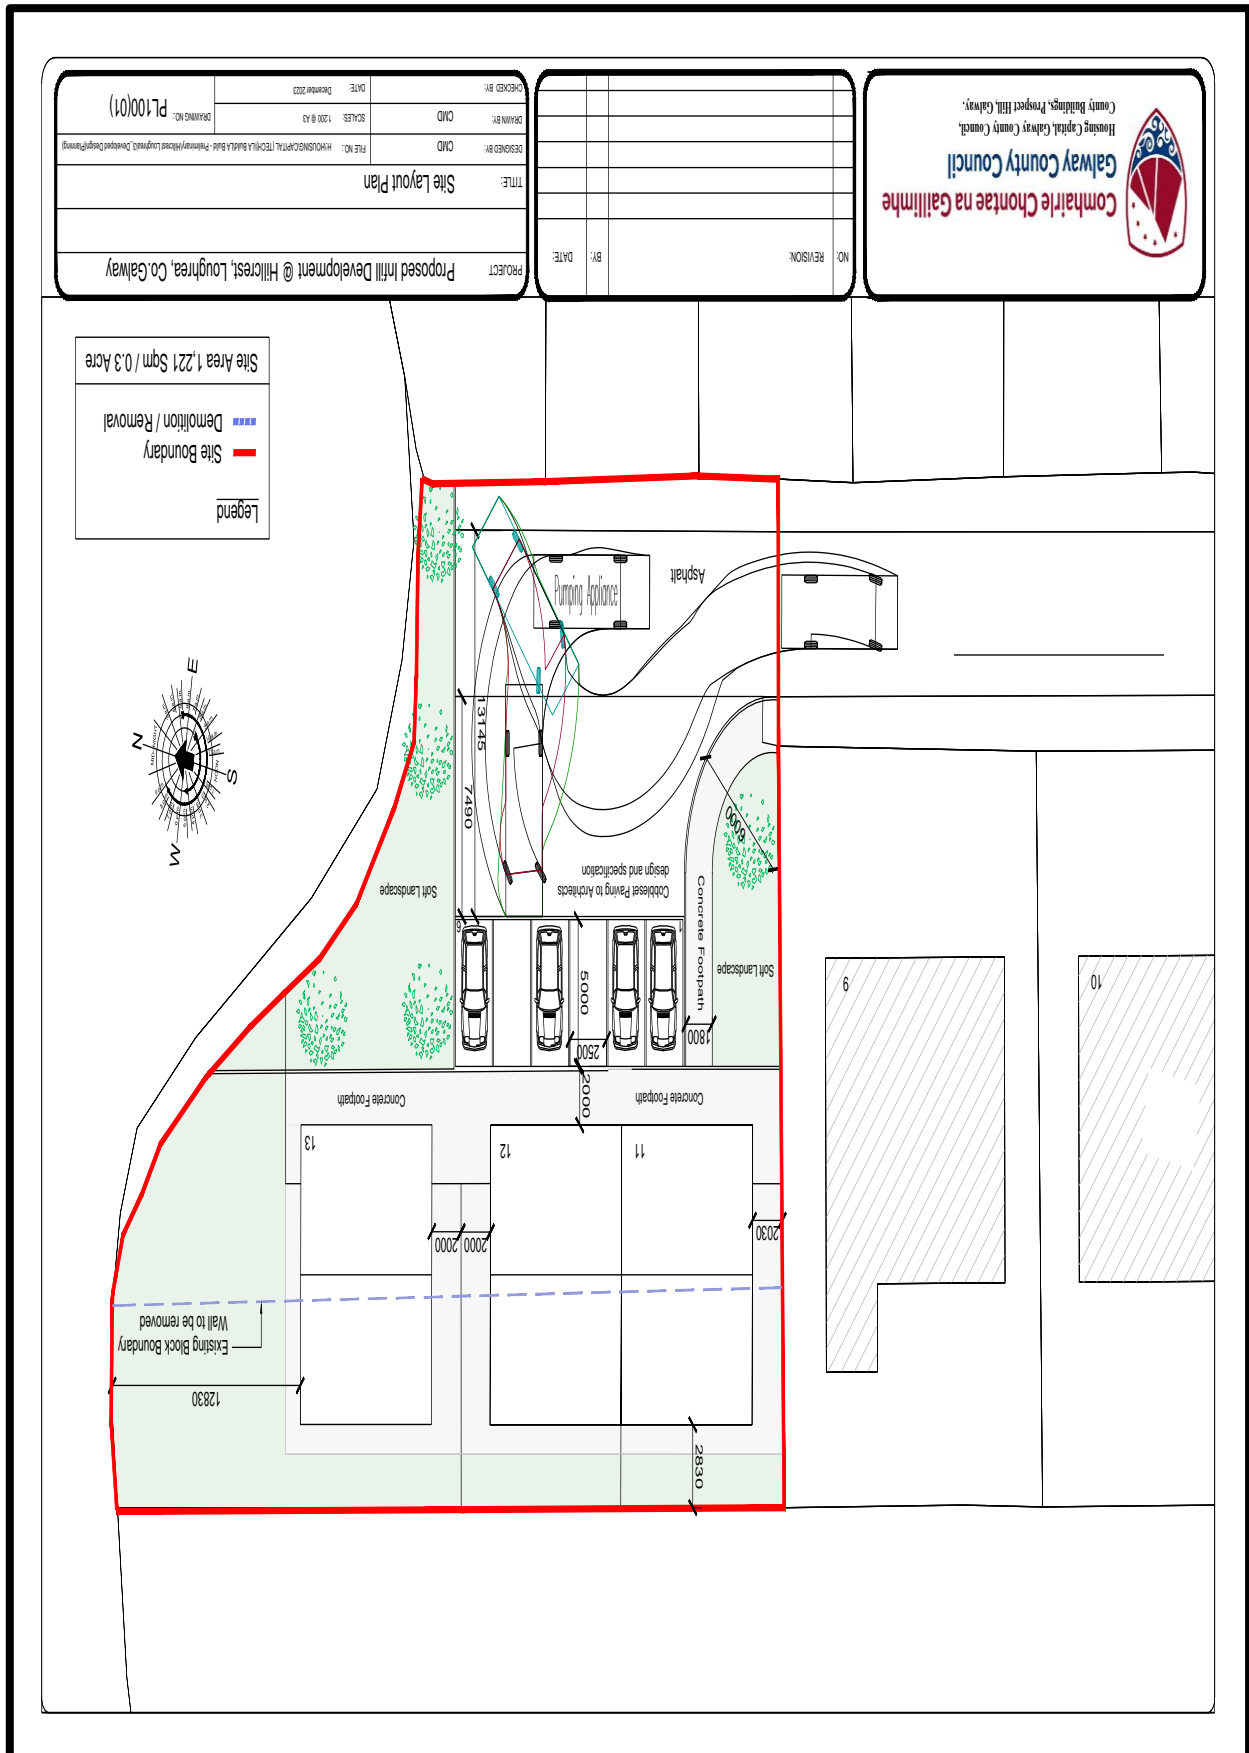 Legend
Site Boundary
Demolition / Removal
Site Area 1,221 Sqm / 0.3 Acre
2830
12830
Existing Block Boundary
Wall to be removed
2030
2000
2000
11
12
13
9
10
Concrete Footpath
Concrete Footpath
2000
2500
1800
5000
Soft Landscape
Concrete Footpath
1
6
Cobbleset Paving to Architects
design and specification
Soft Landscape
6000
7490
13145
Asphalt
Pumping Appliance
N
E
S
W
Comhairle Chontae na Gaillimhe
Galway County Council
Housing Capital, Galway County Council,
County Buildings, Prospect Hill, Galway.
NO: REVISION: BY: DATE:
PROJECT Proposed Infill Development @ Hillcrest, Loughrea, Co.Galway
TITLE: Site Layout Plan
DESIGNED BY: CMD FILE NO:
DRAWN BY: CMD SCALES: 1:200 @ A3 DRAWING NO: PL100(01)
CHECKED BY: DATE: December 2023